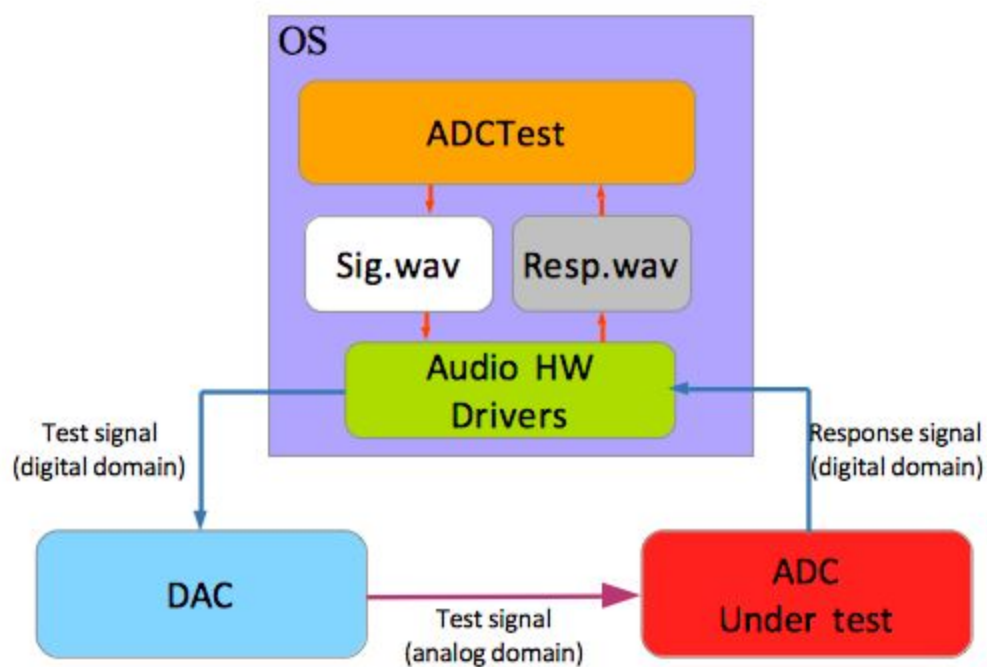 OS
ADCTest
Sig.wav
Resp.wav
Audio HW
Drivers
Test signal
(digital domain)
Response signal
(digital domain)
DAC
Test signal
(analog domain)
ADC
Under test